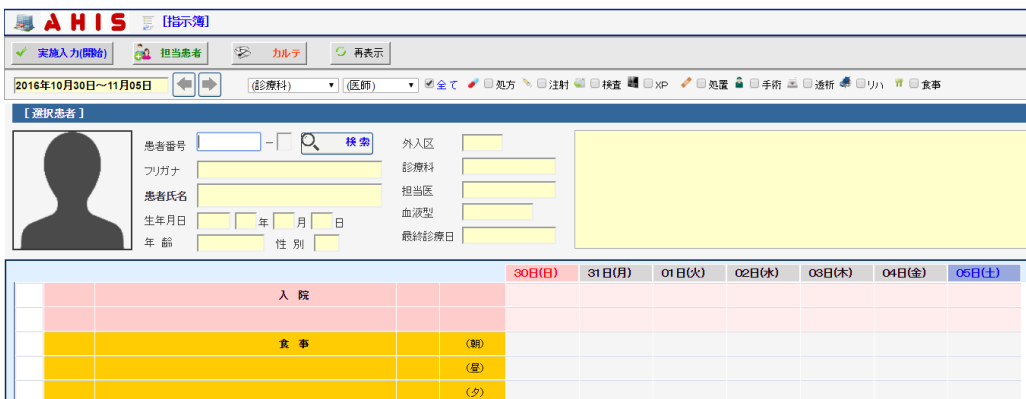 AHIS [指示簿]
実施入力(開始) 担当患者 カルテ 再表示
2016年10月30日～11月05日 (診療科) (医師) 全て 処方 注射 検査 XP 処置 手術 透析 リハ 食事
[ 選択患者 ]
患者番号 - 検索 外入区
フリガナ 診療科
患者氏名 担当医
生年月日 年 月 日 血液型
年 齢 性 別 最終診療日
30日(日) 31日(月) 01日(火) 02日(水) 03日(木) 04日(金) 05日(土)
入 院
食 事 (朝)
(昼)
(夕)